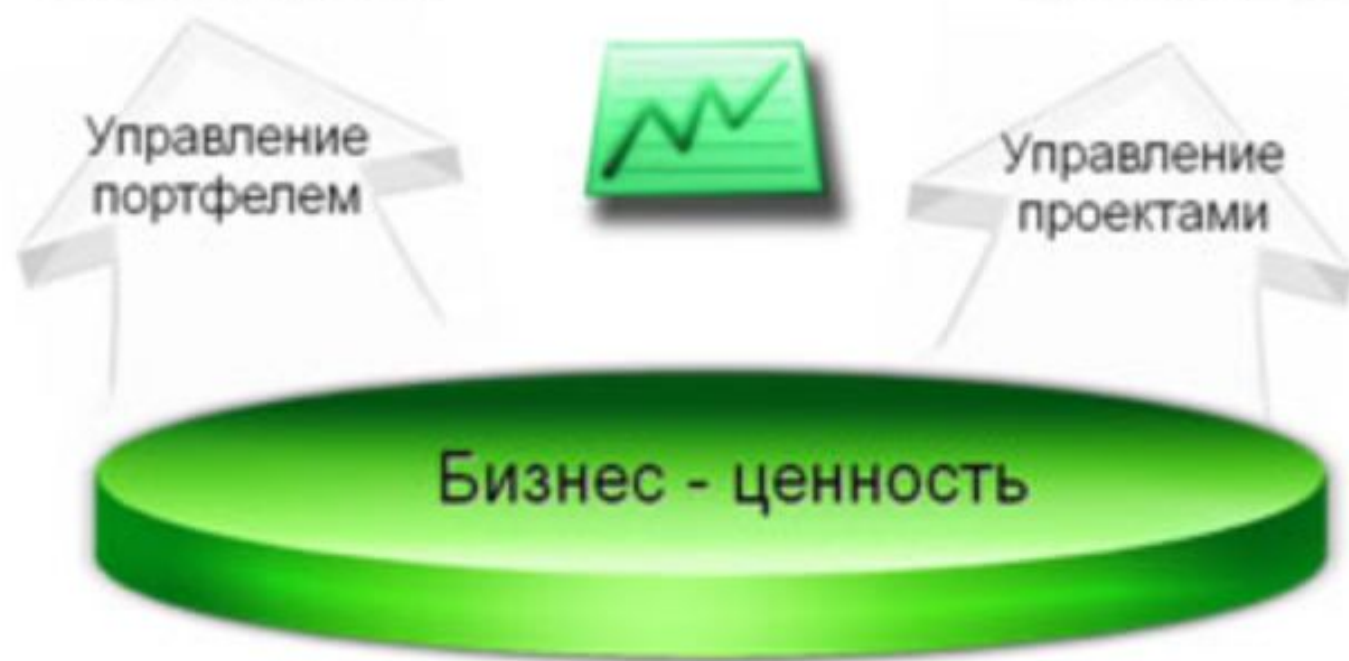 Управление
портфелем
Управление
проектами
Бизнес - ценность